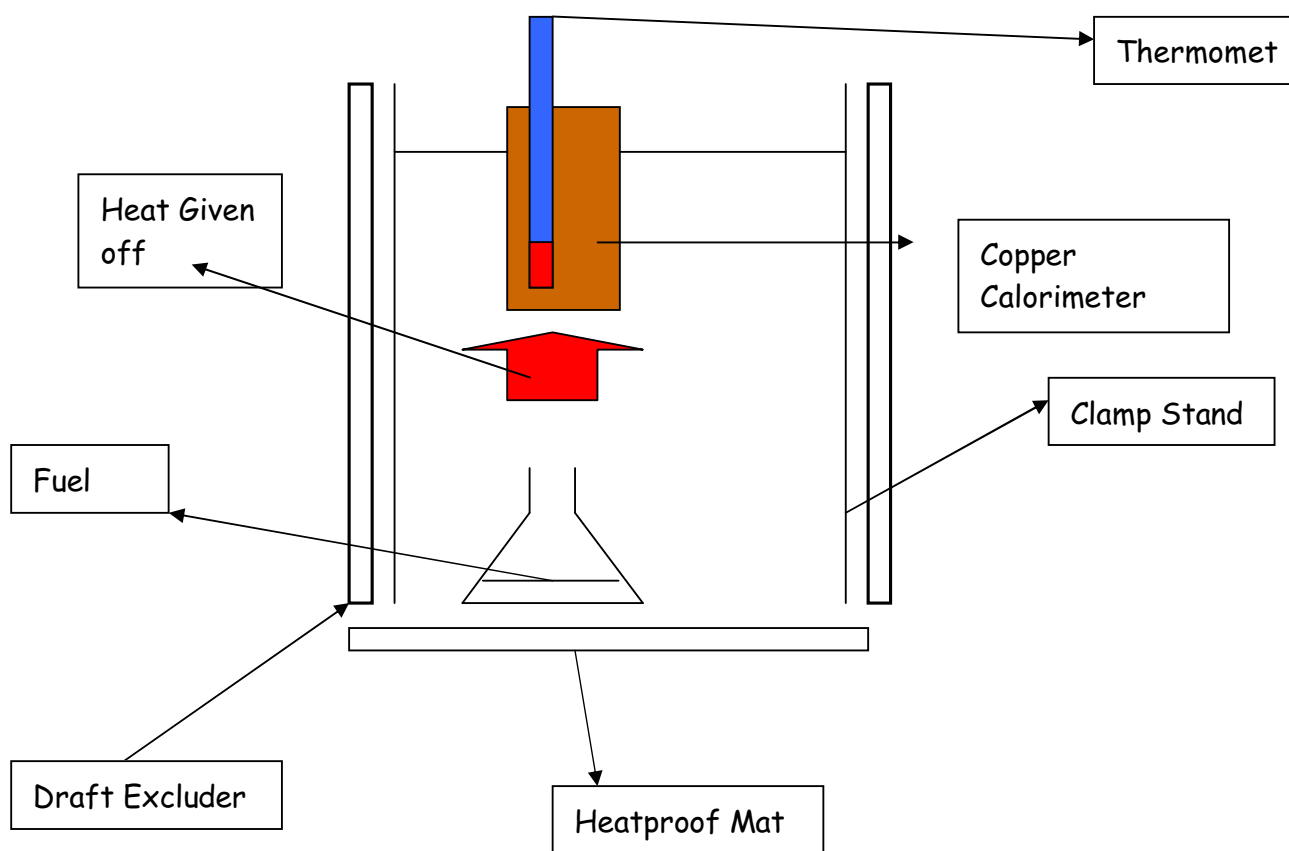 Thermomet
Heat Given
off
Copper
Calorimeter
Clamp Stand
Fuel
Draft Excluder
Heatproof Mat